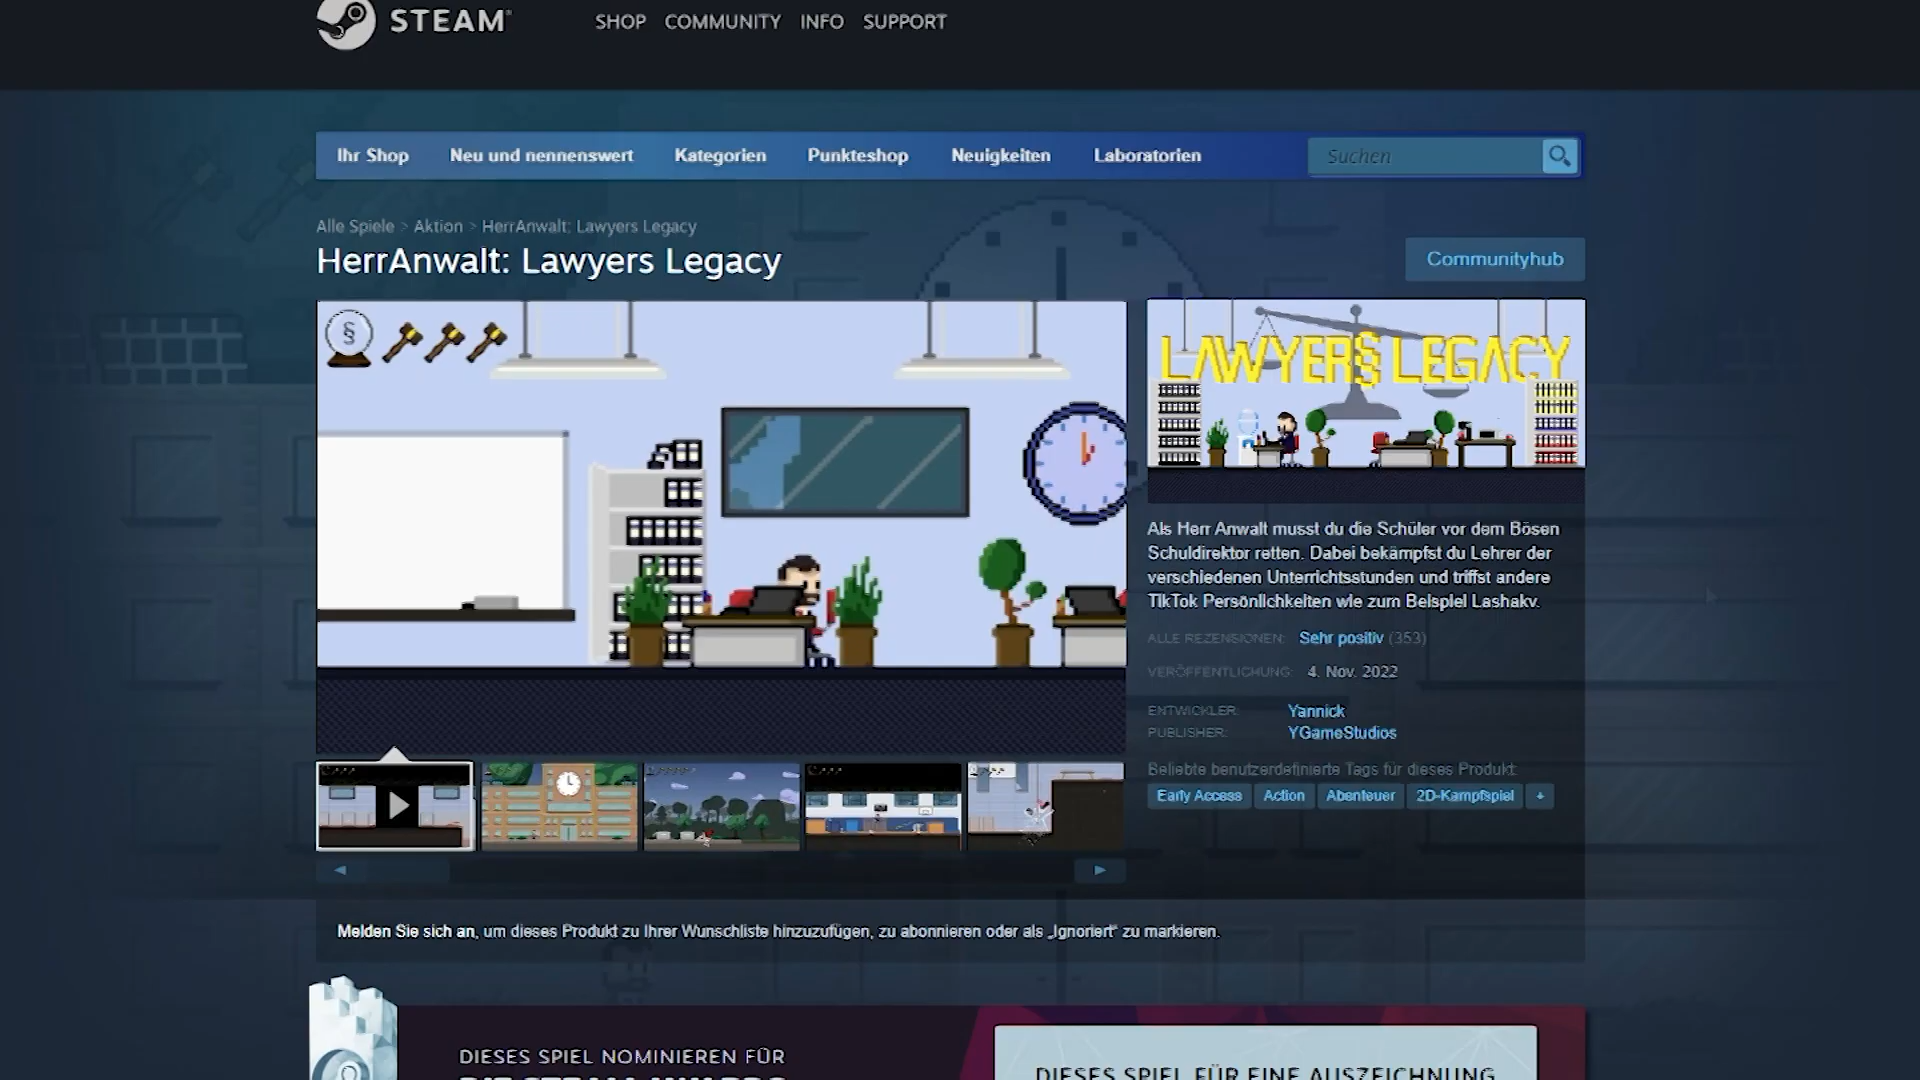 STEAM
SHOP COMMUNITY INFO SUPPORT
Ihr Shop Neu und nennenswert Kategorien Punkteshop Neuigkeiten Laboratorien Suchen
Alle Spiele > Aktion > HerrAnwalt: Lawyers Legacy
HerrAnwalt: Lawyers Legacy
Communityhub
§
LAWYER§ LEGACY
Als Herr Anwalt musst du die Schüler vor dem Bösen
Schuldirektor retten. Dabei bekämpfst du Lehrer der
verschiedenen Unterrichtsstunden und triffst andere
TikTok Persönlichkeiten wie zum Beispiel Lashakv.
ALLE REZENSIONEN: Sehr positiv (353)
VERÖFFENTLICHUNG: 4. Nov. 2022
ENTWICKLER: Yannick
PUBLISHER: YGameStudios
Beliebte benutzerdefinierte Tags für dieses Produkt:
Early Access Action Abenteuer 2D-Kampfspiel +
Melden Sie sich an, um dieses Produkt zu Ihrer Wunschliste hinzuzufügen, zu abonnieren oder als „Ignoriert“ zu markieren.
DIESES SPIEL NOMINIEREN FÜR
DIE STEAM AWARDS
DIESES SPIEL FÜR EINE AUSZEICHNUNG